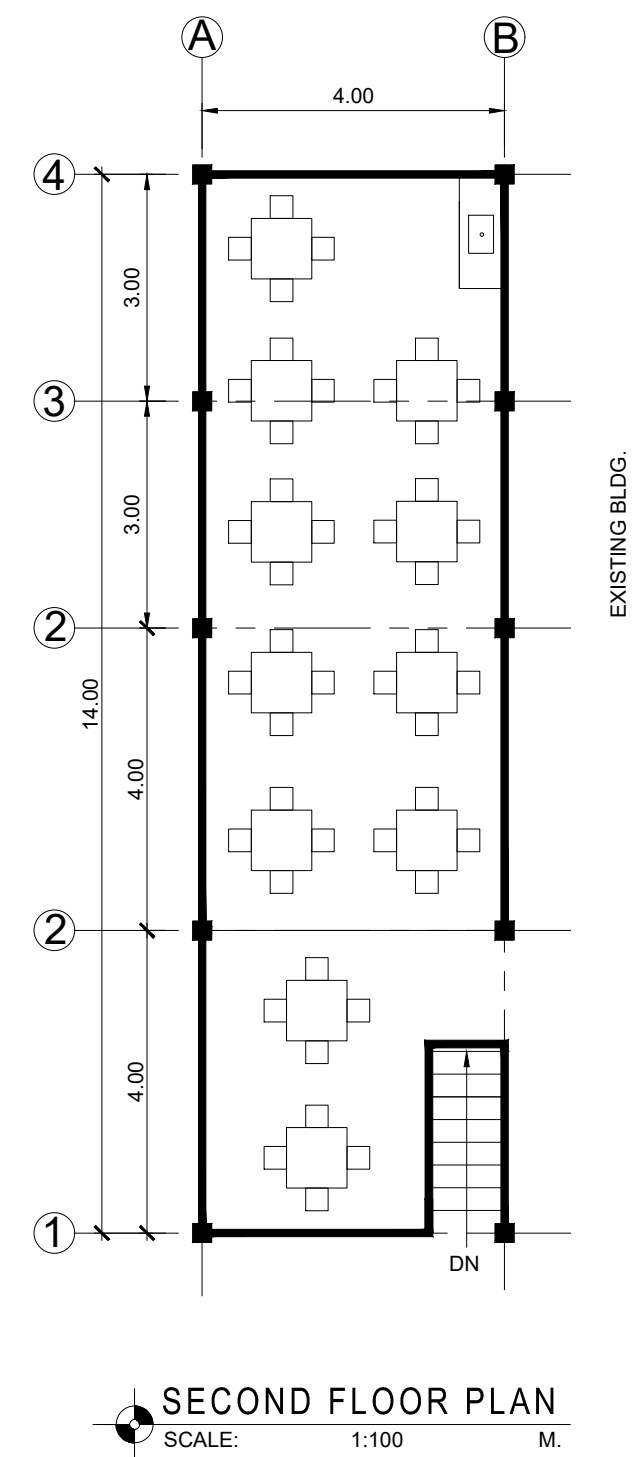 A
B
4.00
4
3.00
3
3.00
EXISTING BLDG.
2
14.00
4.00
2
4.00
1
DN
SECOND FLOOR PLAN
SCALE: 1:100 M.